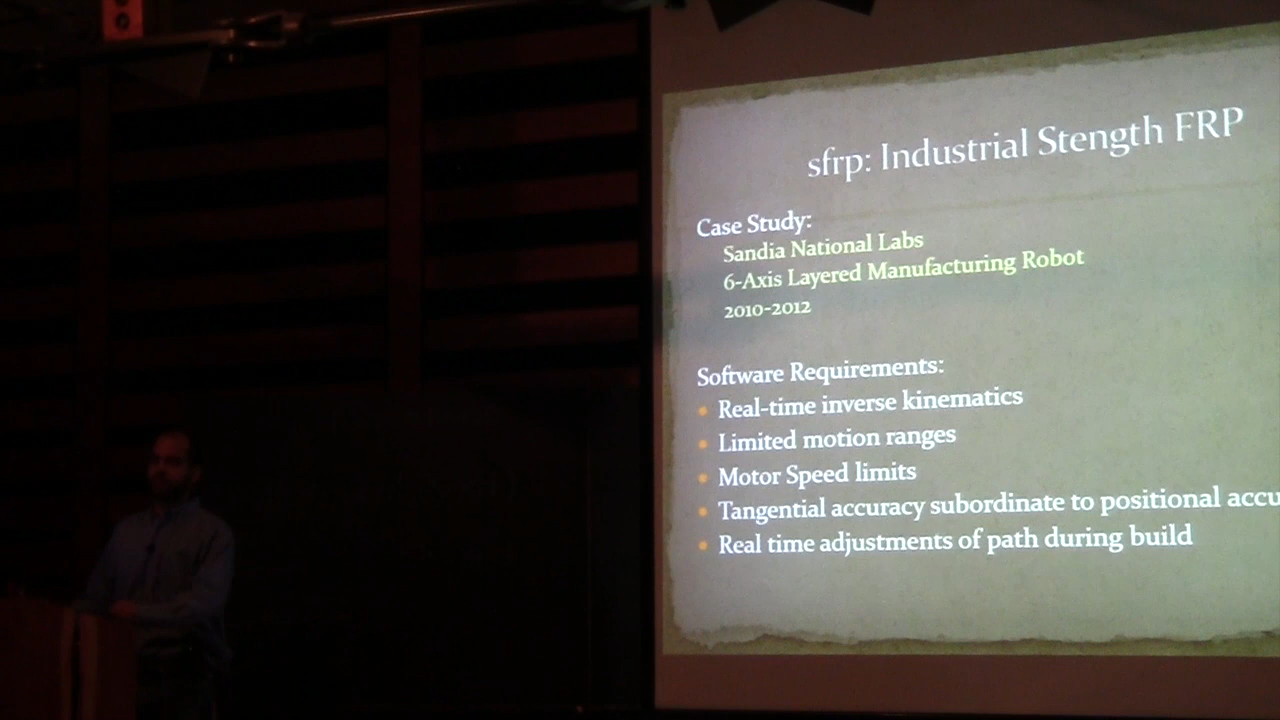 sfrp: Industrial Stength FRP
Case Study:
Sandia National Labs
6-Axis Layered Manufacturing Robot
2010-2012
Software Requirements:
• Real-time inverse kinematics
• Limited motion ranges
• Motor Speed limits
• Tangential accuracy subordinate to positional accu
• Real time adjustments of path during build